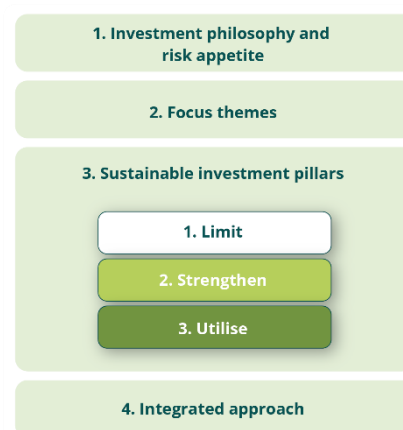 1. Investment philosophy and
risk appetite
2. Focus themes
3. Sustainable investment pillars
1. Limit
2. Strengthen
3. Utilise
4. Integrated approach